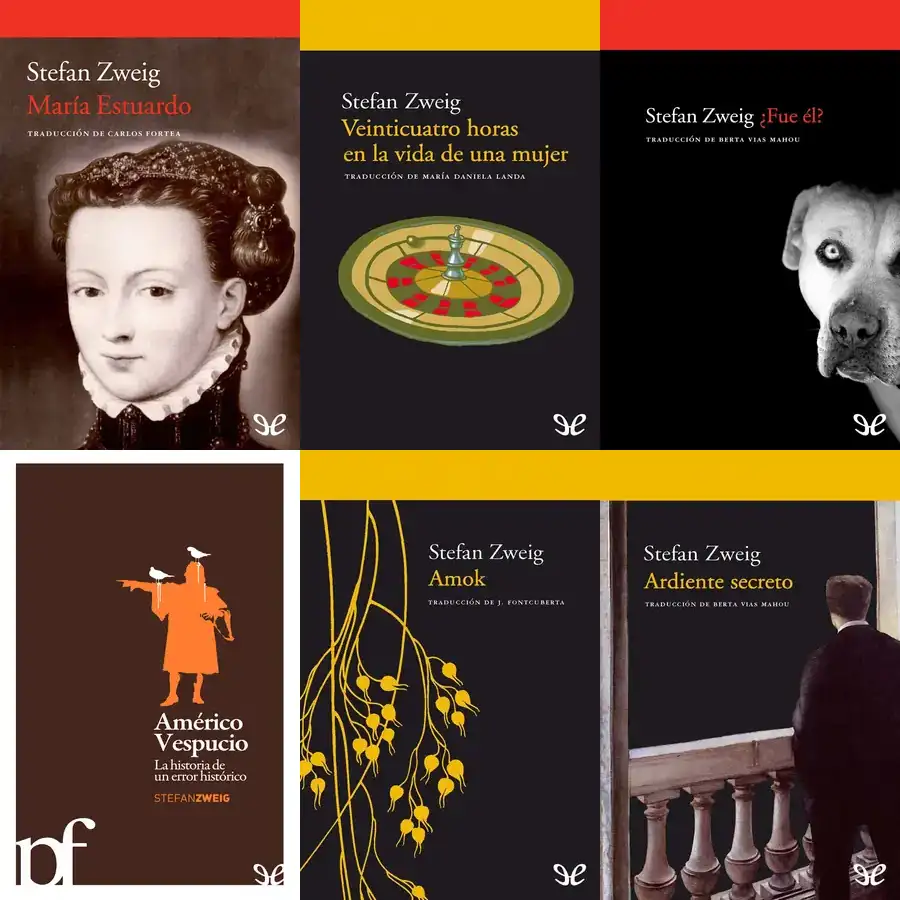 Stefan Zweig
María Estuardo
TRADUCCIÓN DE CARLOS FORTEA
Stefan Zweig
Veinticuatro horas
en la vida de una mujer
TRADUCCIÓN DE MARÍA DANIELA LANDA
Stefan Zweig ¿Fue él?
TRADUCCIÓN DE BERTA VIAS MAHOU
Américo
Vespucio
La historia de
un error histórico
STEFANZWEIG
pf
Stefan Zweig
Amok
TRADUCCIÓN DE J. FONTCUBERTA
Stefan Zweig
Ardiente secreto
TRADUCCIÓN DE BERTA VIAS MAHOU